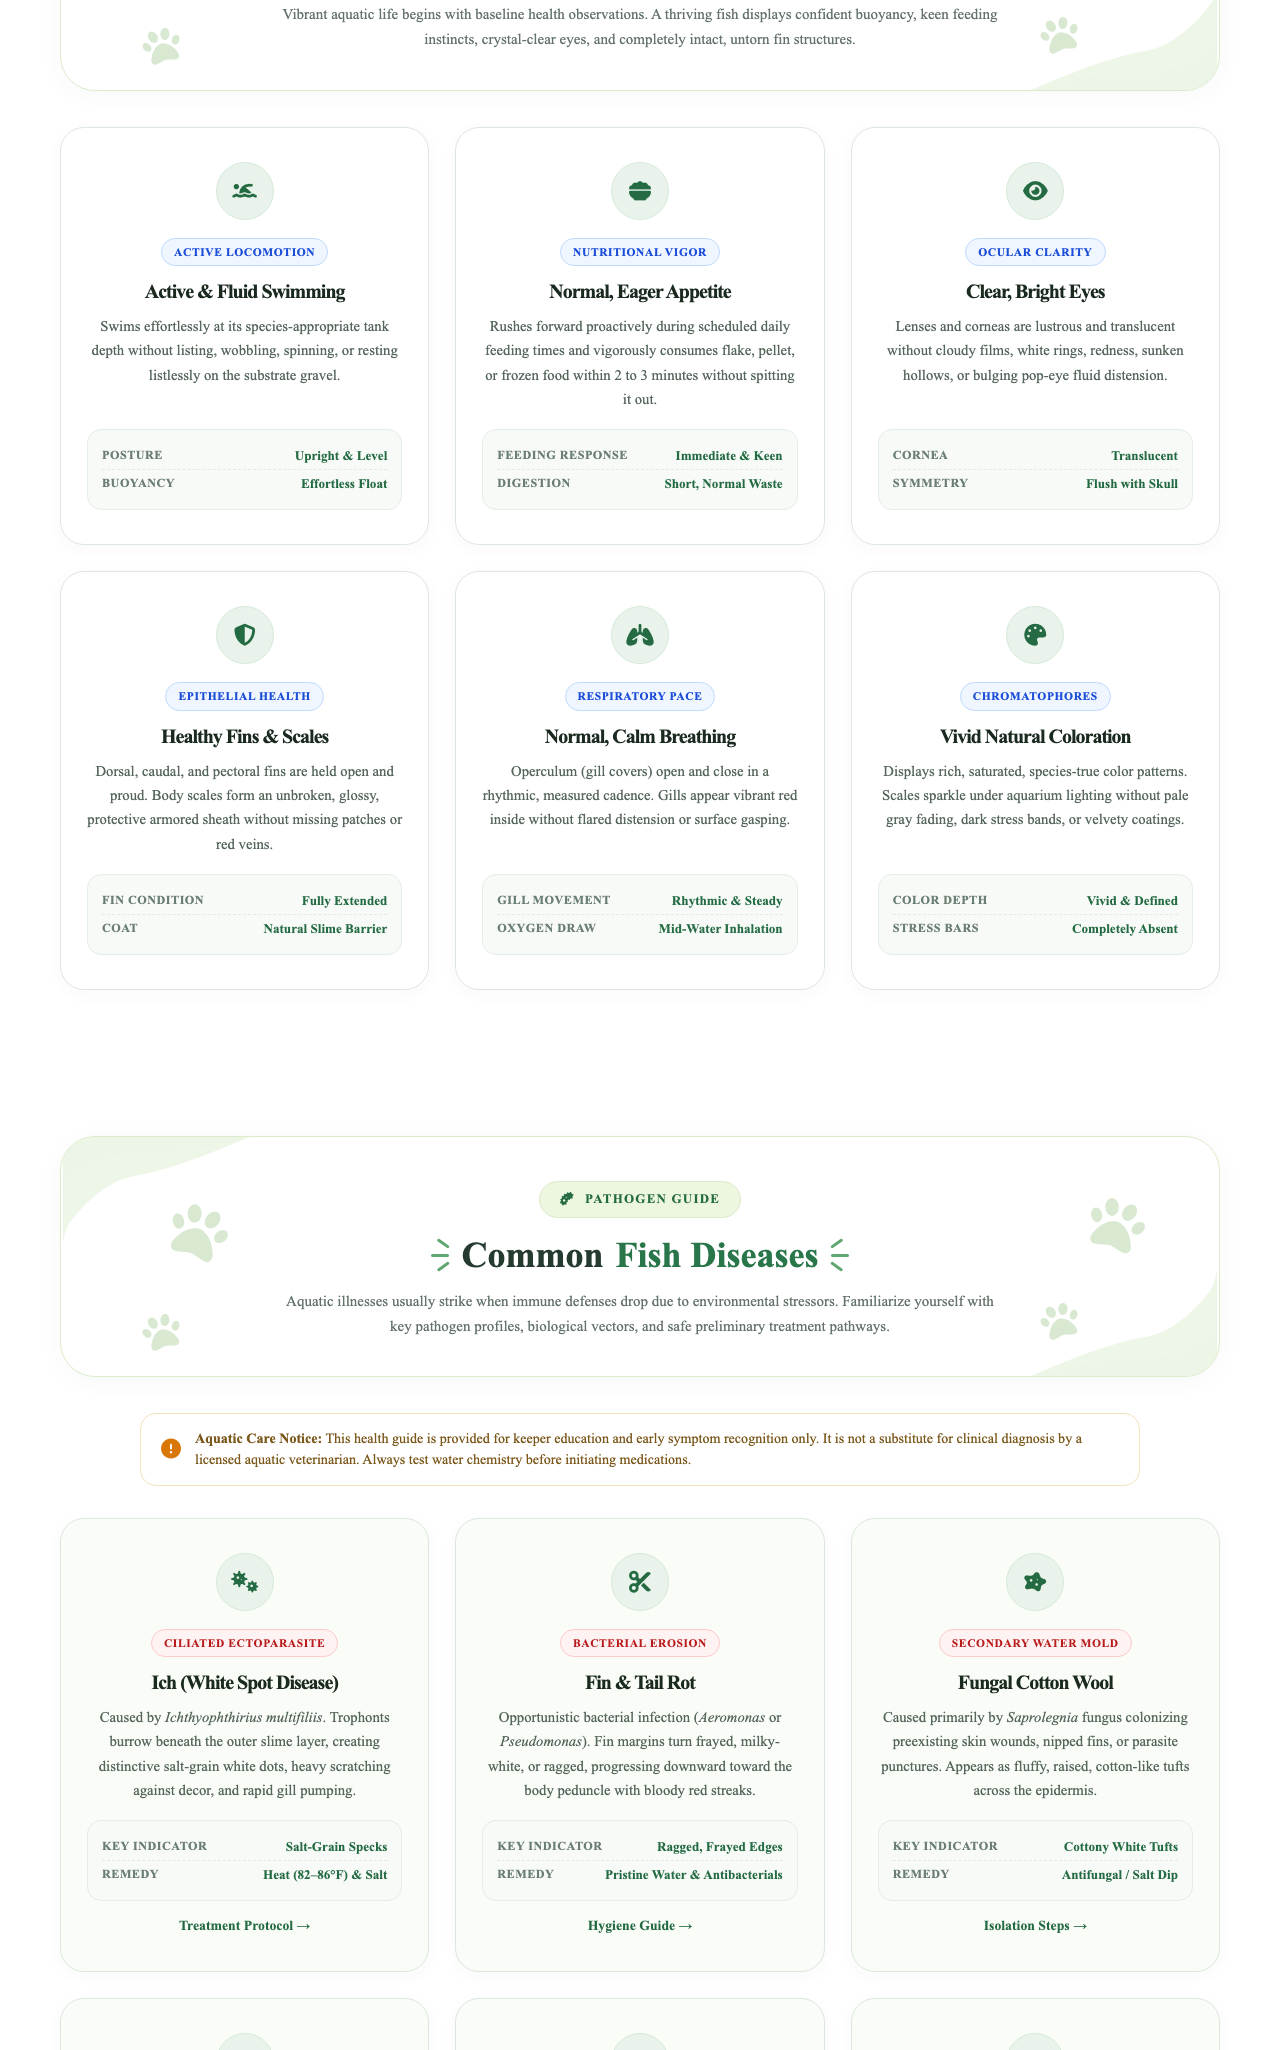 Vibrant aquatic life begins with baseline health observations. A thriving fish displays confident buoyancy, keen feeding
instincts, crystal-clear eyes, and completely intact, untorn fin structures.
ACTIVE LOCOMOTION
Active & Fluid Swimming
Swims effortlessly at its species-appropriate tank
depth without listing, wobbling, spinning, or resting
listlessly on the substrate gravel.
POSTURE Upright & Level
BUOYANCY Effortless Float
NUTRITIONAL VIGOR
Normal, Eager Appetite
Rushes forward proactively during scheduled daily
feeding times and vigorously consumes flake, pellet,
or frozen food within 2 to 3 minutes without spitting
it out.
FEEDING RESPONSE Immediate & Keen
DIGESTION Short, Normal Waste
OCULAR CLARITY
Clear, Bright Eyes
Lenses and corneas are lustrous and translucent
without cloudy films, white rings, redness, sunken
hollows, or bulging pop-eye fluid distension.
CORNEA Translucent
SYMMETRY Flush with Skull
EPITHELIAL HEALTH
Healthy Fins & Scales
Dorsal, caudal, and pectoral fins are held open and
proud. Body scales form an unbroken, glossy,
protective armored sheath without missing patches or
red veins.
FIN CONDITION Fully Extended
COAT Natural Slime Barrier
RESPIRATORY PACE
Normal, Calm Breathing
Operculum (gill covers) open and close in a
rhythmic, measured cadence. Gills appear vibrant red
inside without flared distension or surface gasping.
GILL MOVEMENT Rhythmic & Steady
OXYGEN DRAW Mid-Water Inhalation
CHROMATOPHORES
Vivid Natural Coloration
Displays rich, saturated, species-true color patterns.
Scales sparkle under aquarium lighting without pale
gray fading, dark stress bands, or velvety coatings.
COLOR DEPTH Vivid & Defined
STRESS BARS Completely Absent
PATHOGEN GUIDE
Common Fish Diseases
Aquatic illnesses usually strike when immune defenses drop due to environmental stressors. Familiarize yourself with
key pathogen profiles, biological vectors, and safe preliminary treatment pathways.
Aquatic Care Notice: This health guide is provided for keeper education and early symptom recognition only. It is not a substitute for clinical diagnosis by a
licensed aquatic veterinarian. Always test water chemistry before initiating medications.
CILIATED ECTOPARASITE
Ich (White Spot Disease)
Caused by Ichthyophthirius multifiliis. Trophonts
burrow beneath the outer slime layer, creating
distinctive salt-grain white dots, heavy scratching
against decor, and rapid gill pumping.
KEY INDICATOR Salt-Grain Specks
REMEDY Heat (82–86°F) & Salt
Treatment Protocol →
BACTERIAL EROSION
Fin & Tail Rot
Opportunistic bacterial infection (Aeromonas or
Pseudomonas). Fin margins turn frayed, milky-
white, or ragged, progressing downward toward the
body peduncle with bloody red streaks.
KEY INDICATOR Ragged, Frayed Edges
REMEDY Pristine Water & Antibacterials
Hygiene Guide →
SECONDARY WATER MOLD
Fungal Cotton Wool
Caused primarily by Saprolegnia fungus colonizing
preexisting skin wounds, nipped fins, or parasite
punctures. Appears as fluffy, raised, cotton-like tufts
across the epidermis.
KEY INDICATOR Cottony White Tufts
REMEDY Antifungal / Salt Dip
Isolation Steps →